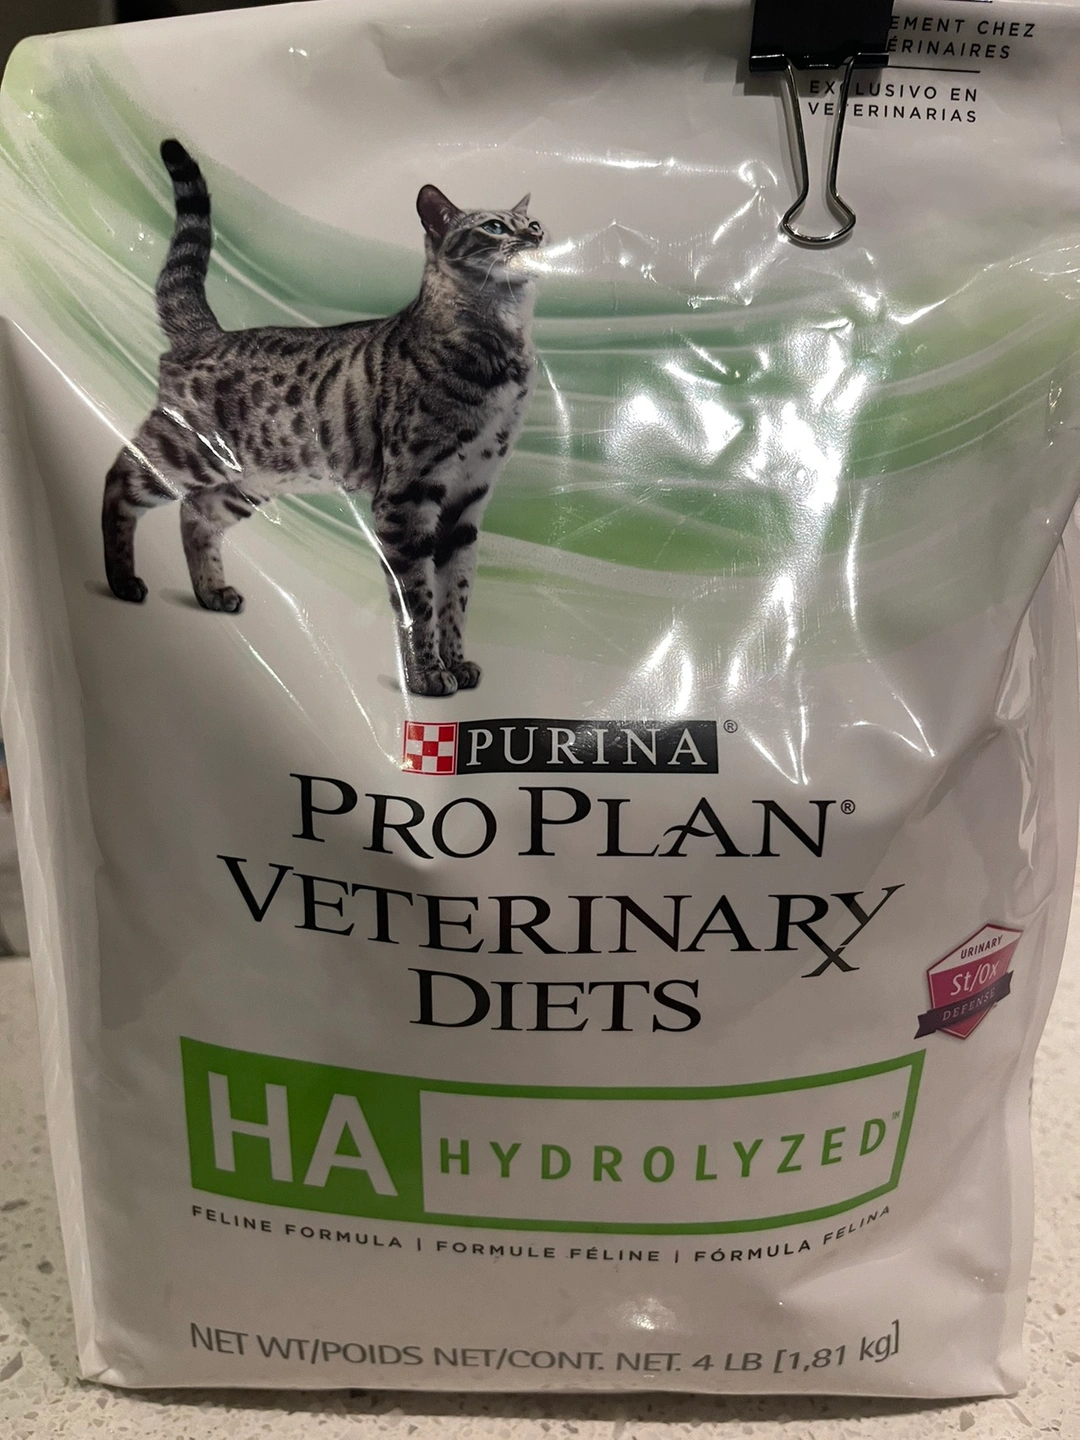 EMENT CHEZ
ÉRINAIRES
EXCLUSIVO EN
VETERINARIAS
PURINA®
PRO PLAN®
VETERINARY
DIETS
URINARY
St/Ox
DEFENSE
HA HYDROLYZED™
FELINE FORMULA | FORMULE FÉLINE | FÓRMULA FELINA
NET WT/POIDS NET/CONT. NET. 4 LB [1,81 kg]